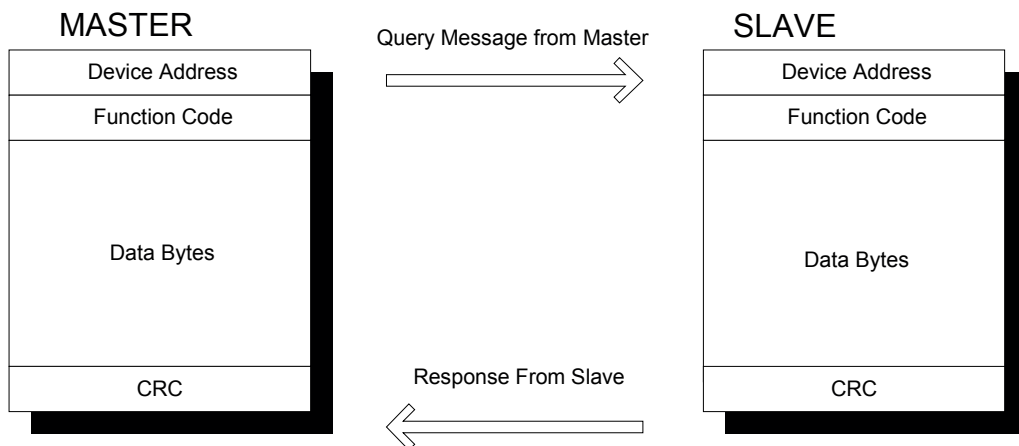 MASTER
Device Address
Function Code
Data Bytes
CRC
Query Message from Master
Response From Slave
SLAVE
Device Address
Function Code
Data Bytes
CRC